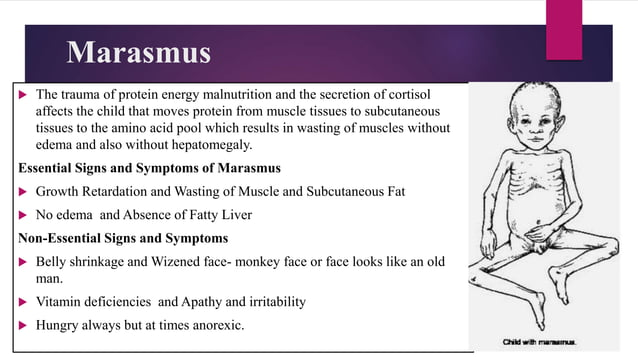 Marasmus
The trauma of protein energy malnutrition and the secretion of cortisol
affects the child that moves protein from muscle tissues to subcutaneous
tissues to the amino acid pool which results in wasting of muscles without
edema and also without hepatomegaly.
Essential Signs and Symptoms of Marasmus
Growth Retardation and Wasting of Muscle and Subcutaneous Fat
No edema and Absence of Fatty Liver
Non-Essential Signs and Symptoms
Belly shrinkage and Wizened face- monkey face or face looks like an old
man.
Vitamin deficiencies and Apathy and irritability
Hungry always but at times anorexic.
Child with marasmus.